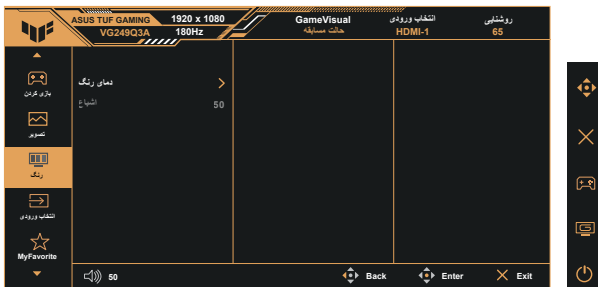 ASUS TUF GAMING
VG249Q3A
1920 x 1080
180Hz
GameVisual
حالت مسابقه
انتخاب ورودی
HDMI-1
روشنایی
65
بازی کردن
تصویر
رنگ
انتخاب ورودی
MyFavorite
دمای رنگ
اشباع 50
50
Back
Enter
Exit